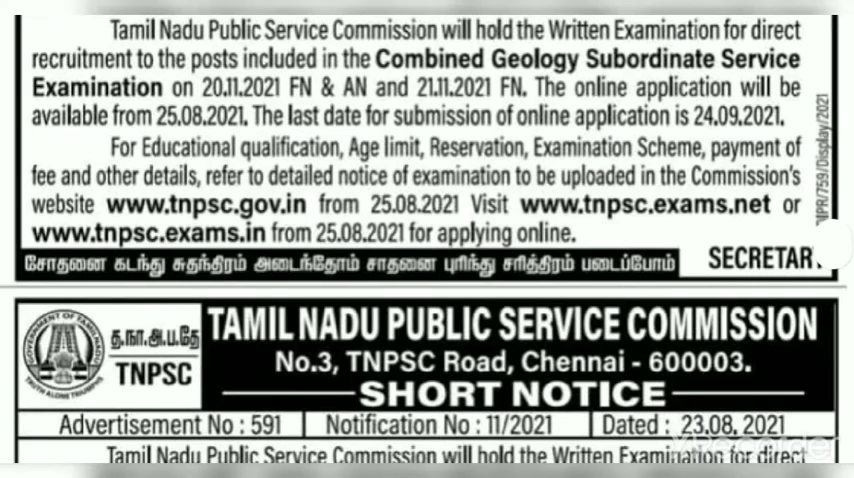 Tamil Nadu Public Service Commission will hold the Written Examination for direct
recruitment to the posts included in the Combined Geology Subordinate Service
Examination on 20.11.2021 FN & AN and 21.11.2021 FN. The online application will be
available from 25.08.2021. The last date for submission of online application is 24.09.2021.
For Educational qualification, Age limit, Reservation, Examination Scheme, payment of
fee and other details, refer to detailed notice of examination to be uploaded in the Commission's
website www.tnpsc.gov.in from 25.08.2021 Visit www.tnpsc.exams.net or
www.tnpsc.exams.in from 25.08.2021 for applying online.
/759/Display/2021
சோதனை கடந்து சுதந்திரம் அடைந்தோம் சாதனை புரிந்து சரித்திரம் படைப்போம்
SECRETARY
GOVERNMENT OF TAMILNADU
TRUTH ALONE TRIUMPHS
த.நா.அ.ப.தே
TNPSC
TAMIL NADU PUBLIC SERVICE COMMISSION
No.3, TNPSC Road, Chennai - 600003.
SHORT NOTICE
Advertisement No : 591 Notification No : 11/2021 Dated : 23.08.2021
Tamil Nadu Public Service Commission will hold the Written Examination for direct
XRecorder